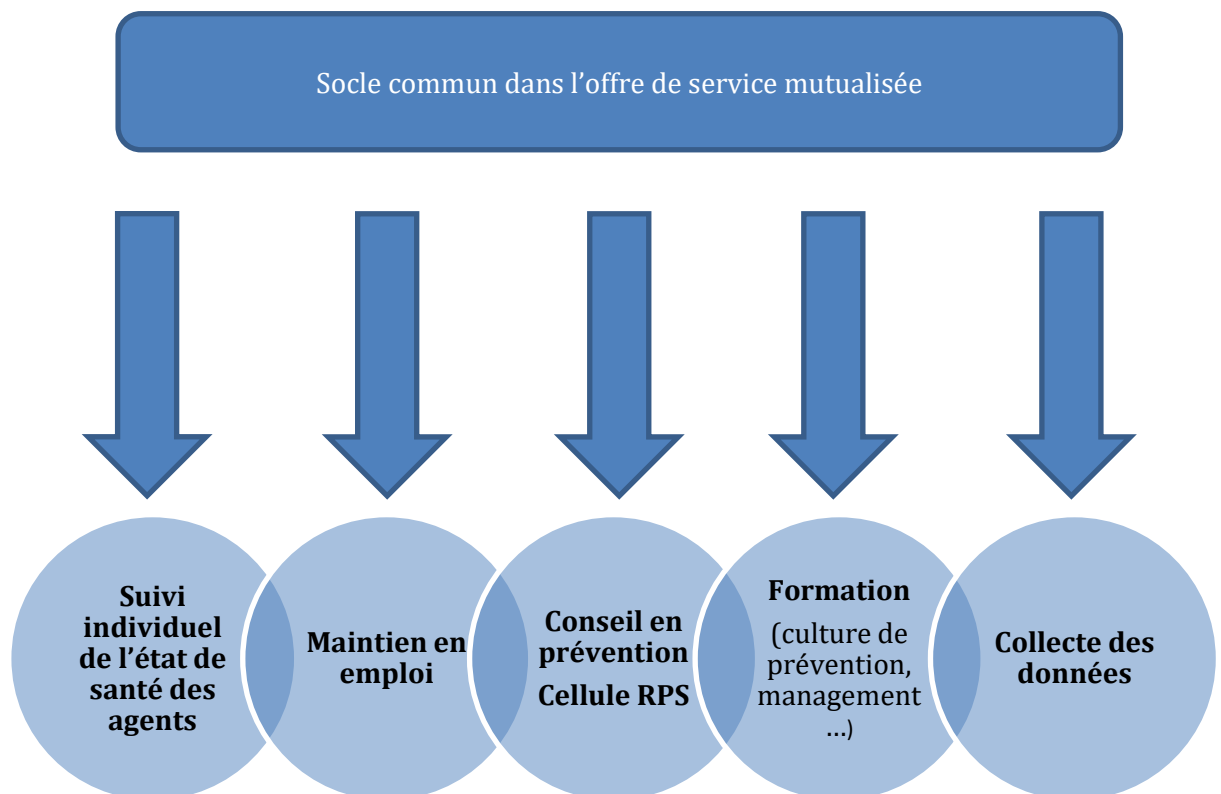 Socle commun dans l’offre de service mutualisée
Suivi
individuel
de l’état de
santé des
agents
Maintien en
emploi
Conseil en
prévention
Cellule RPS
Formation
(culture de
prévention,
management
…)
Collecte des
données